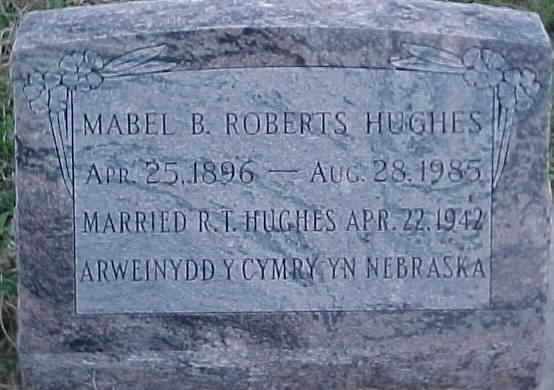 MABEL B. ROBERTS HUGHES
APR. 25, 1896 — AUG. 28, 1985
MARRIED R.T. HUGHES APR. 22, 1942
ARWEINYDD Y CYMRY YN NEBRASKA